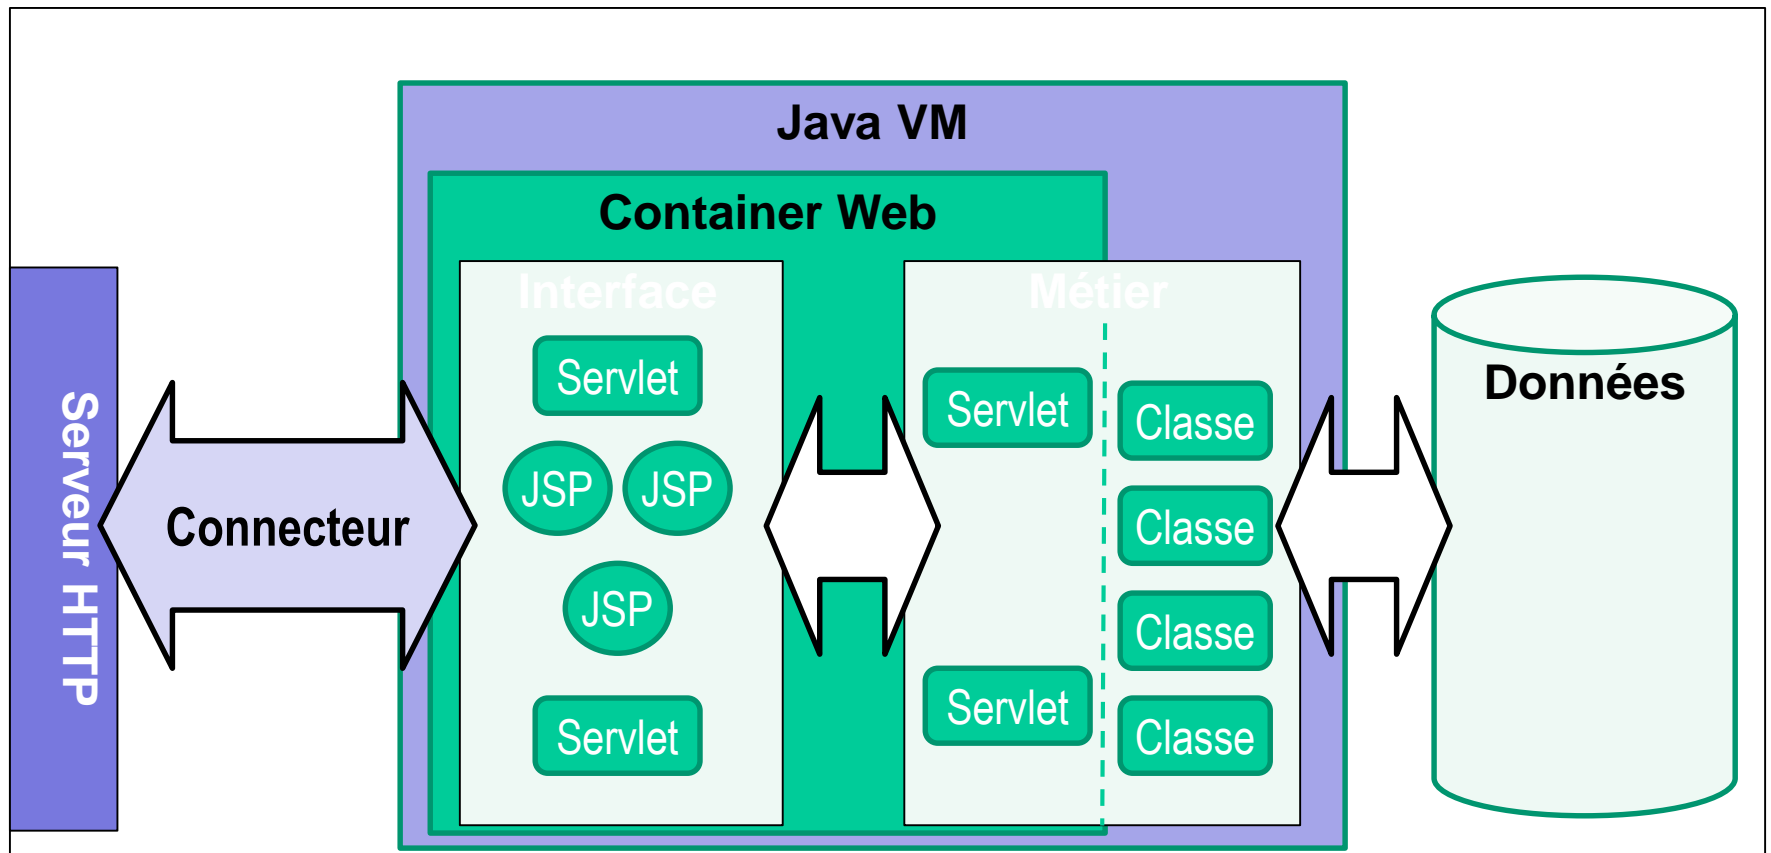 Java VM
Container Web
Interface
Métier
Serveur HTTP
Connecteur
Servlet
JSP
JSP
JSP
Servlet
Servlet
Servlet
Classe
Classe
Classe
Classe
Données